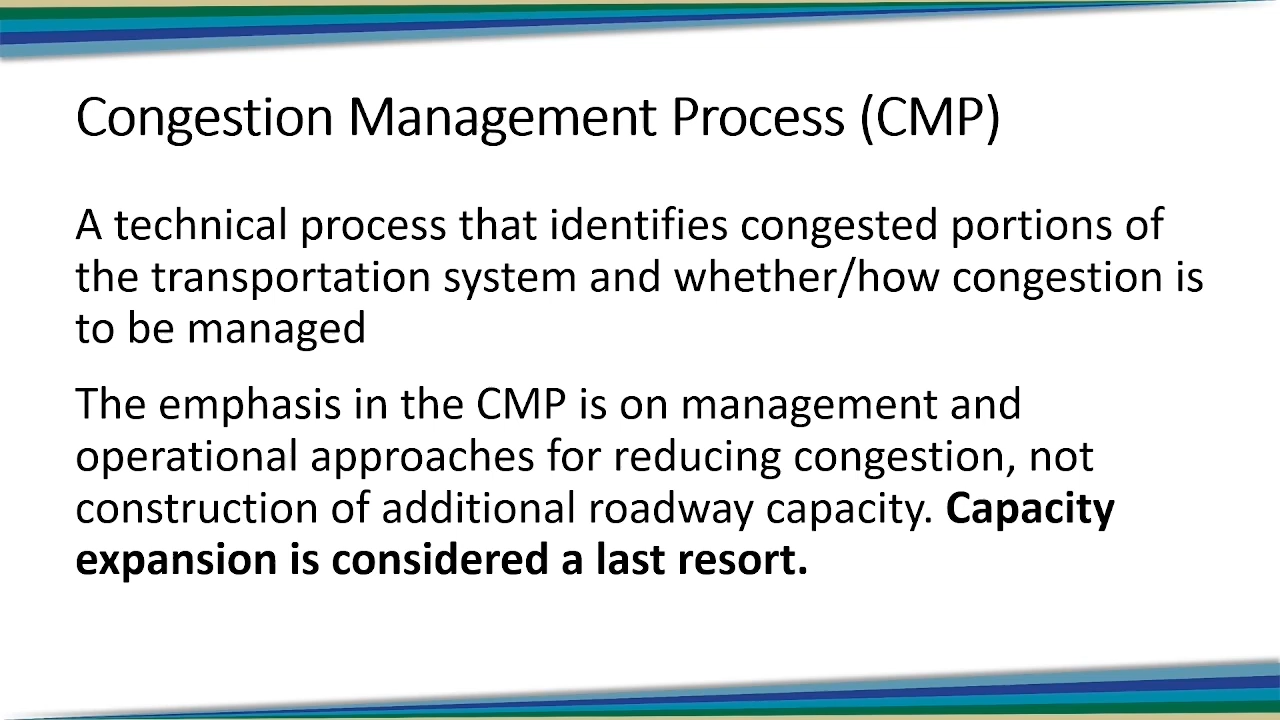 Congestion Management Process (CMP)
A technical process that identifies congested portions of
the transportation system and whether/how congestion is
to be managed
The emphasis in the CMP is on management and
operational approaches for reducing congestion, not
construction of additional roadway capacity. Capacity
expansion is considered a last resort.